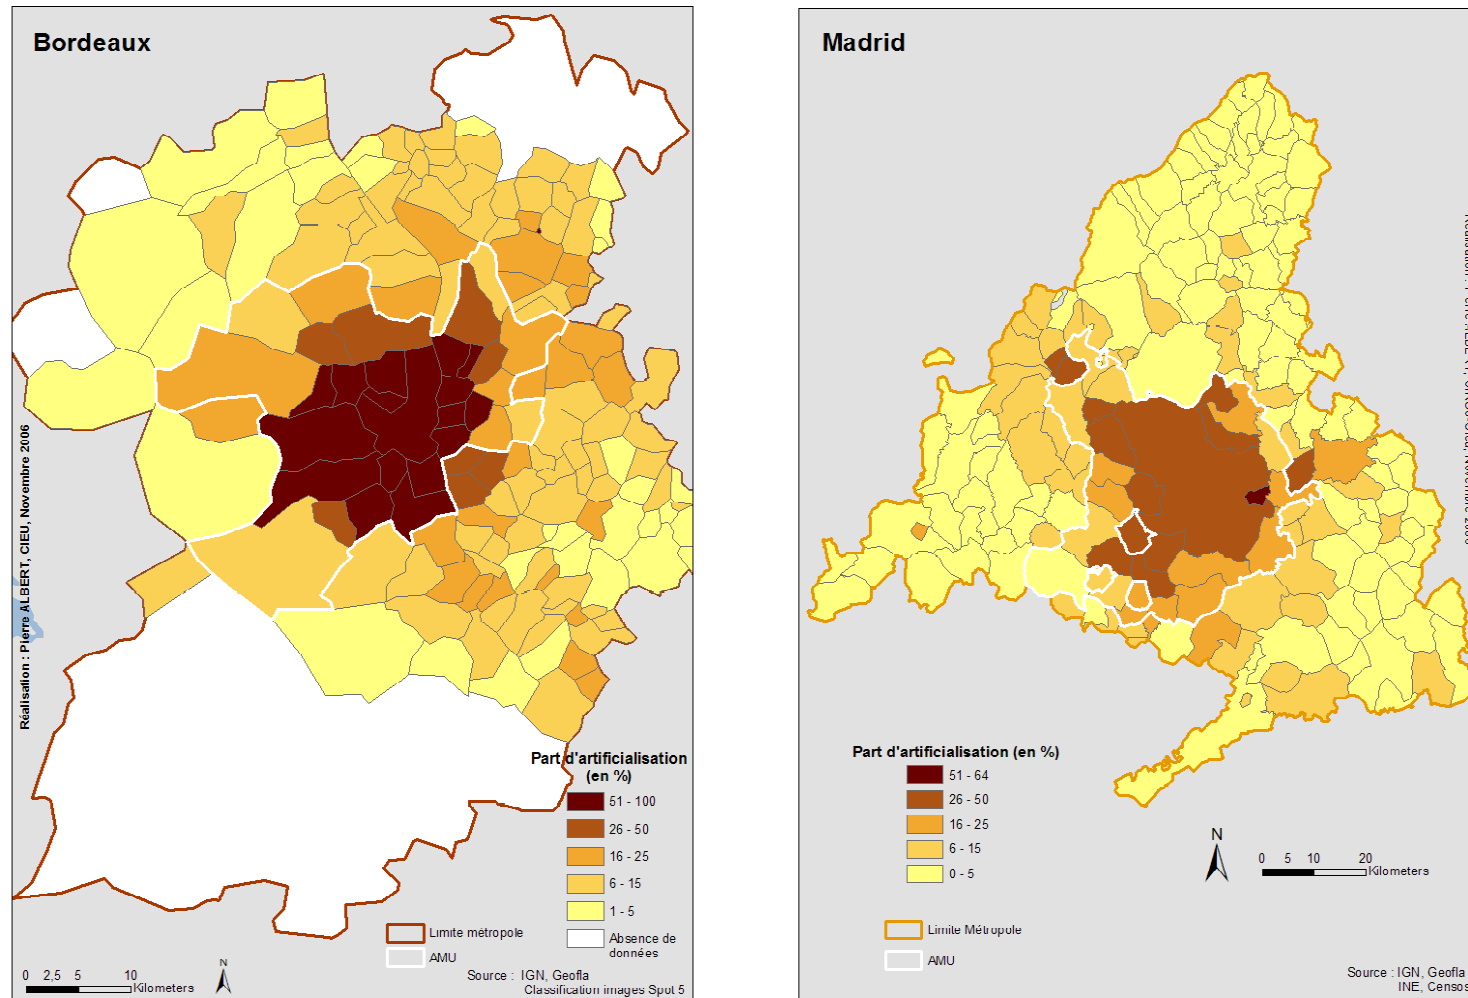 Bordeaux
Réalisation : Pierre ALBERT, CIEU, Novembre 2006
Part d'artificialisation
(en %)
51 - 100
26 - 50
16 - 25
6 - 15
1 - 5
Absence de
données
Limite métropole
AMU
0 2,5 5 10
Kilometers
N
Source : IGN, Geofla
Classification images Spot 5
Madrid
Part d'artificialisation (en %)
51 - 64
26 - 50
16 - 25
6 - 15
0 - 5
N
0 5 10 20
Kilometers
Limite Métropole
AMU
Source : IGN, Geofla
INE, Censos